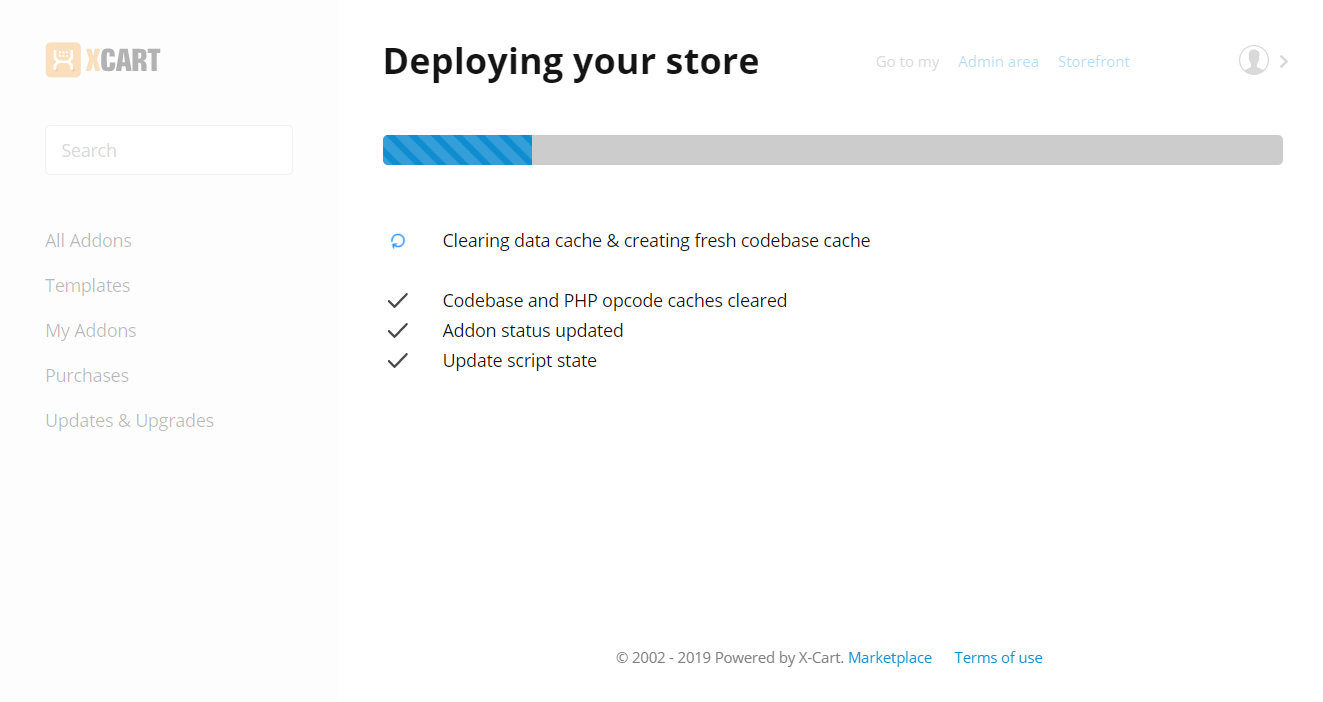 XCART
Deploying your store
Go to my Admin area Storefront
Search
All Addons
Templates
My Addons
Purchases
Updates & Upgrades
Clearing data cache & creating fresh codebase cache
Codebase and PHP opcode caches cleared
Addon status updated
Update script state
© 2002 - 2019 Powered by X-Cart. Marketplace Terms of use